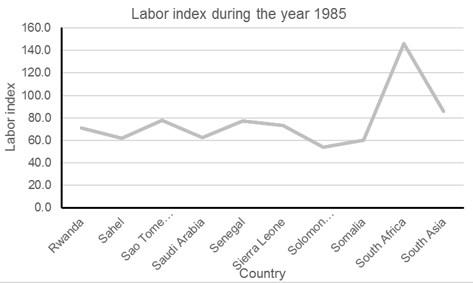 Labor index during the year 1985
160.0
140.0
120.0
100.0
80.0
60.0
40.0
20.0
0.0
Labor index
Rwanda
Sahel
Sao Tome...
Saudi Arabia
Senegal
Sierra Leone
Solomon...
Somalia
South Africa
South Asia
Country